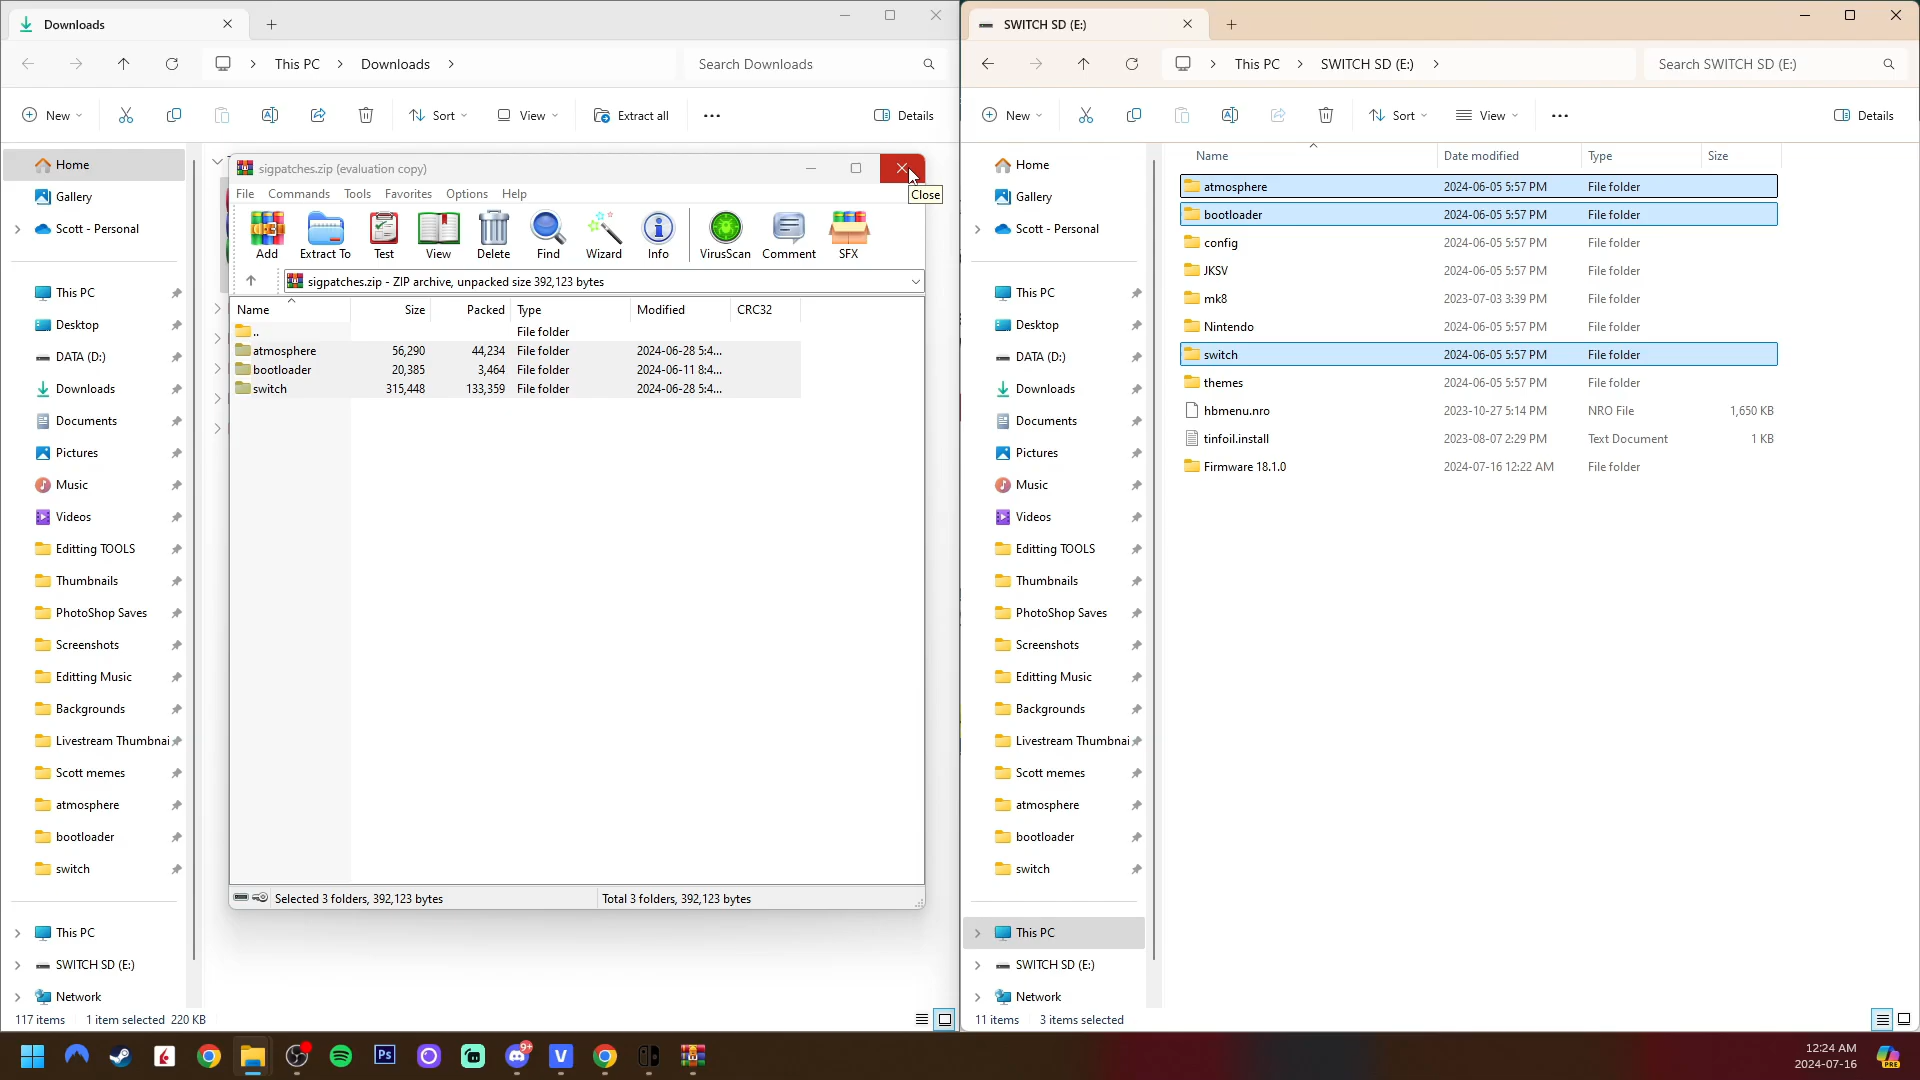 Downloads
This PC
Downloads
Search Downloads
New
Sort
View
Extract all
Details
Home
Gallery
Scott - Personal
This PC
Desktop
DATA (D:)
Downloads
Documents
Pictures
Music
Videos
Editting TOOLS
Thumbnails
PhotoShop Saves
Screenshots
Editting Music
Backgrounds
Livestream Thumbnai
Scott memes
atmosphere
bootloader
switch
This PC
SWITCH SD (E:)
Network
117 items
1 item selected 220 KB
sigpatches.zip (evaluation copy)
Close
File Commands Tools Favorites Options Help
Add Extract To Test View Delete Find Wizard Info VirusScan Comment SFX
sigpatches.zip - ZIP archive, unpacked size 392,123 bytes
Name Size Packed Type Modified CRC32
.. File folder
atmosphere 56,290 44,234 File folder 2024-06-28 5:4...
bootloader 20,385 3,464 File folder 2024-06-11 8:4...
switch 315,448 133,359 File folder 2024-06-28 5:4...
Selected 3 folders, 392,123 bytes
Total 3 folders, 392,123 bytes
SWITCH SD (E:)
This PC
SWITCH SD (E:)
Search SWITCH SD (E:)
New
Sort
View
Details
Home
Gallery
Scott - Personal
This PC
Desktop
DATA (D:)
Downloads
Documents
Pictures
Music
Videos
Editting TOOLS
Thumbnails
PhotoShop Saves
Screenshots
Editting Music
Backgrounds
Livestream Thumbnai
Scott memes
atmosphere
bootloader
switch
This PC
SWITCH SD (E:)
Network
Name Date modified Type Size
atmosphere 2024-06-05 5:57 PM File folder
bootloader 2024-06-05 5:57 PM File folder
config 2024-06-05 5:57 PM File folder
JKSV 2024-06-05 5:57 PM File folder
mk8 2023-07-03 3:39 PM File folder
Nintendo 2024-06-05 5:57 PM File folder
switch 2024-06-05 5:57 PM File folder
themes 2024-06-05 5:57 PM File folder
hbmenu.nro 2023-10-27 5:14 PM NRO File 1,650 KB
tinfoil.install 2023-08-07 2:29 PM Text Document 1 KB
Firmware 18.1.0 2024-07-16 12:22 AM File folder
11 items
3 items selected
Ps
9+
V
12:24 AM
2024-07-16
PRE